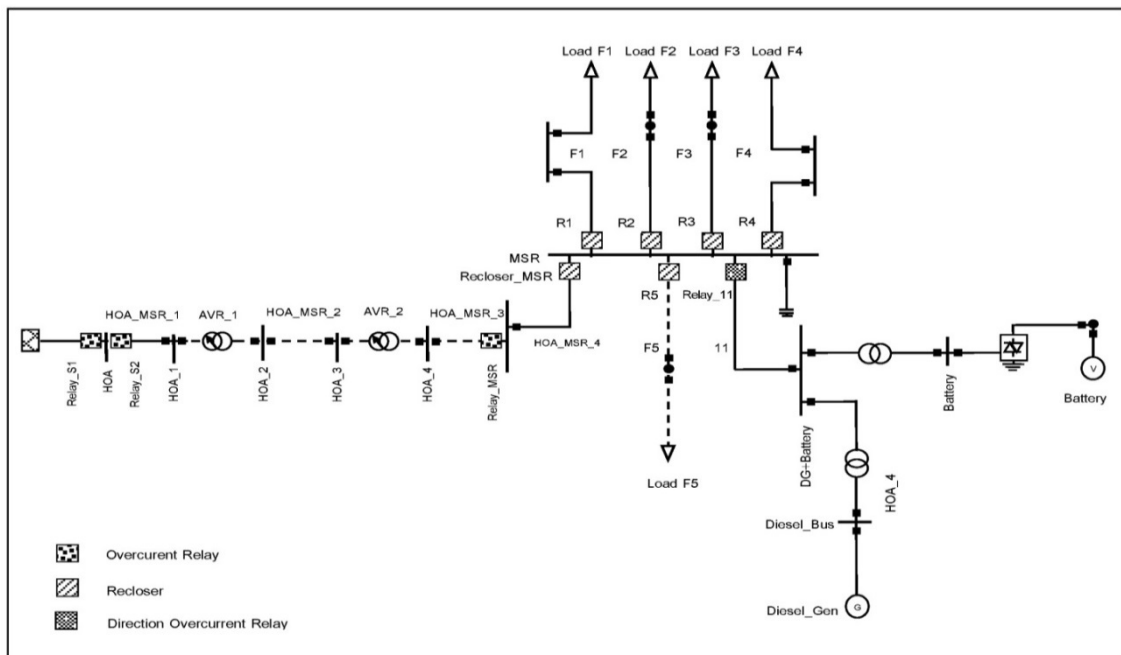 Load F1
Load F2
Load F3
Load F4
F1
F2
F3
F4
R1
R2
R3
R4
MSR
Recloser_MSR
R5
Relay_11
HOA_MSR_1
AVR_1
HOA_MSR_2
AVR_2
HOA_MSR_3
HOA_MSR_4
Relay_S1
HOA
Relay_S2
HOA_1
HOA_2
HOA_3
HOA_4
Relay_MSR
F5
11
Load F5
DG+Battery
Battery
V
Battery
HOA_4
Diesel_Bus
Diesel_Gen
G
Overcurent Relay
Recloser
Direction Overcurrent Relay